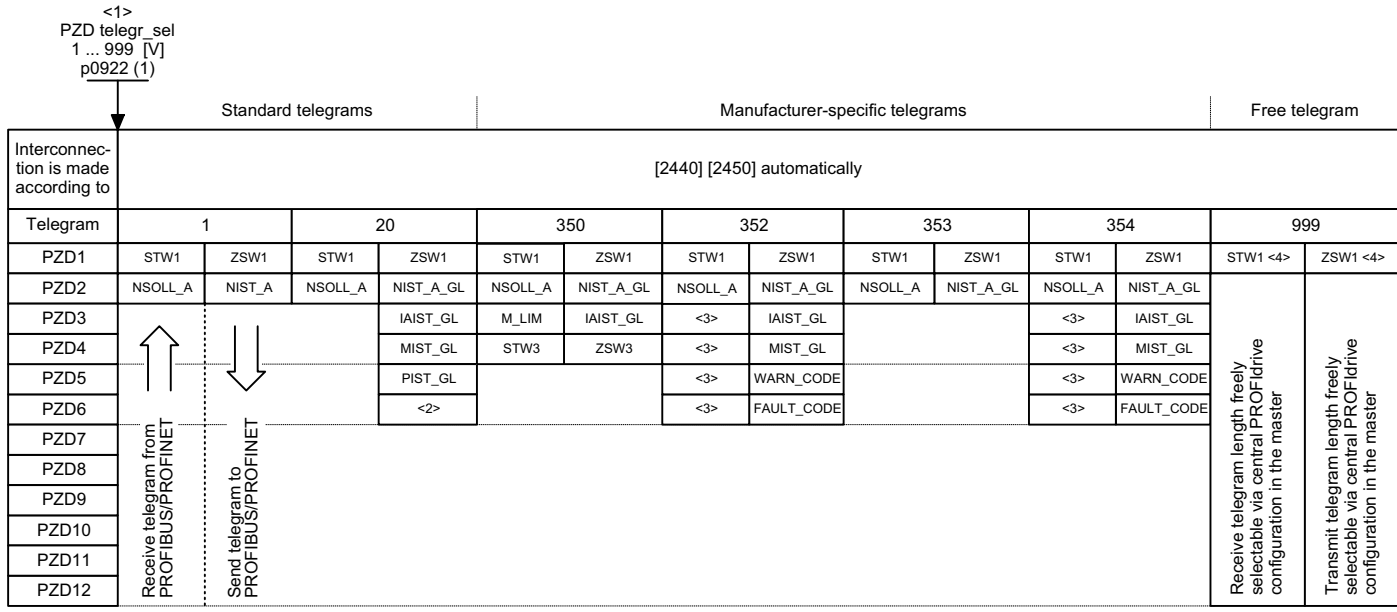 <1>
PZD telegr_sel
1 ... 999 [V]
p0922 (1)
Standard telegrams Manufacturer-specific telegrams Free telegram
Interconnec-
tion is made
according to
[2440] [2450] automatically
Telegram 1 20 350 352 353 354 999
PZD1 STW1 ZSW1 STW1 ZSW1 STW1 ZSW1 STW1 ZSW1 STW1 ZSW1 STW1 ZSW1 STW1 <4> ZSW1 <4>
PZD2 NSOLL_A NIST_A NSOLL_A NIST_A_GL NSOLL_A NIST_A_GL NSOLL_A NIST_A_GL NSOLL_A NIST_A_GL NSOLL_A NIST_A_GL
PZD3 IAIST_GL M_LIM IAIST_GL <3> IAIST_GL <3> IAIST_GL
PZD4 MIST_GL STW3 ZSW3 <3> MIST_GL <3> MIST_GL
PZD5 PIST_GL <3> WARN_CODE <3> WARN_CODE
PZD6 <2> <3> FAULT_CODE <3> FAULT_CODE
PZD7
PZD8
PZD9
PZD10
PZD11
PZD12
Receive telegram from
PROFIBUS/PROFINET
Send telegram to
PROFIBUS/PROFINET
Receive telegram length freely
selectable via central PROFIdrive
configuration in the master
Transmit telegram length freely
selectable via central PROFIdrive
configuration in the master